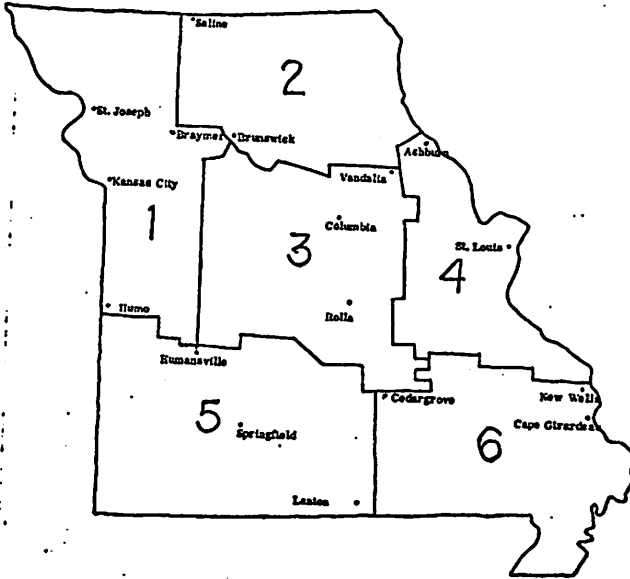 Saline
2
St. Joseph
Braymer
Brunswick
Ashburn
Vandalia
Kansas City
Columbia
1
3
St. Louis
4
Hume
Rolla
Humansville
Cedargrove
New Wells
5
Springfield
Cape Girardeau
6
Lanton